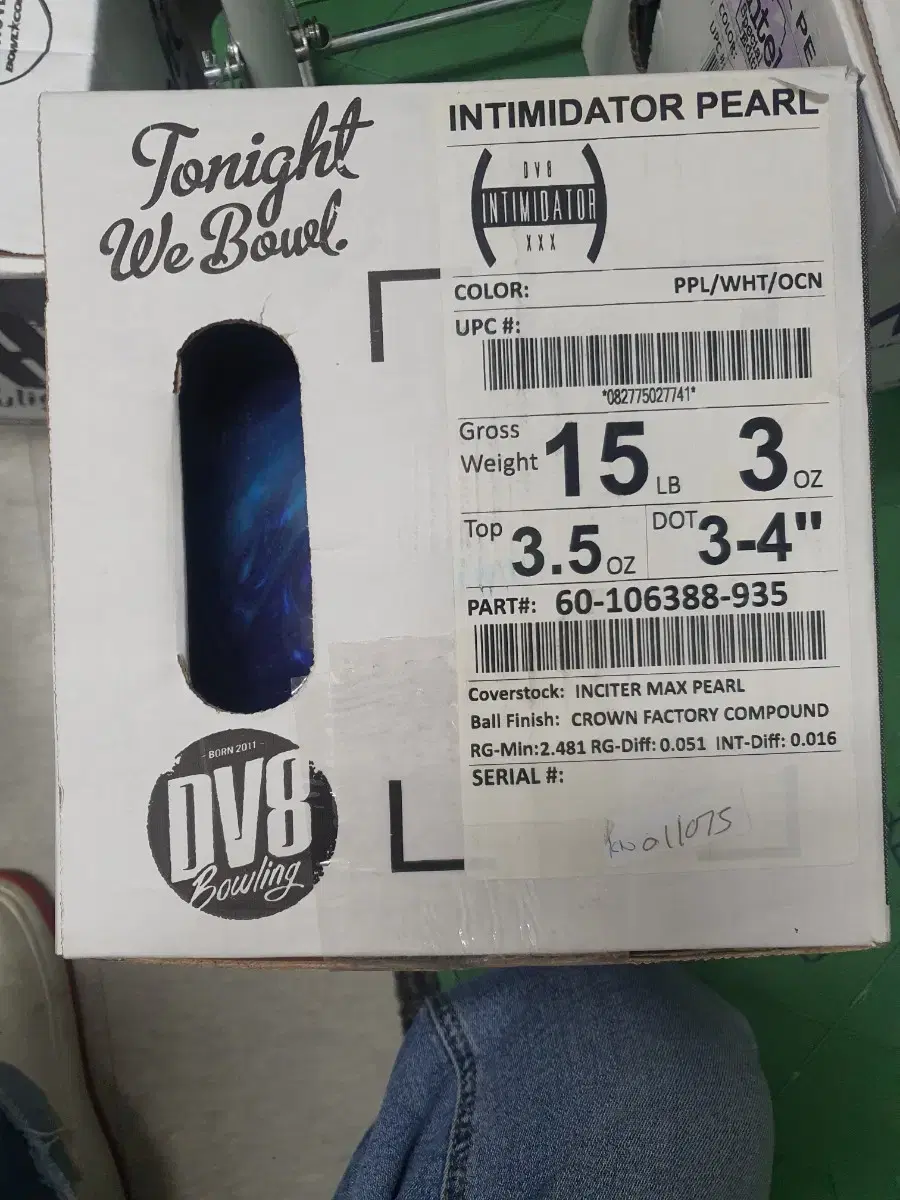 Tonight
We Bowl.
INTIMIDATOR PEARL
DV8
INTIMIDATOR
XXX
COLOR: PPL/WHT/OCN
UPC #:
*082775027741*
Gross Weight 15 LB 3 OZ
Top 3.5 OZ DOT 3-4"
PART#: 60-106388-935
Coverstock: INCITER MAX PEARL
Ball Finish: CROWN FACTORY COMPOUND
RG-Min:2.481 RG-Diff: 0.051 INT-Diff: 0.016
SERIAL #:
- BORN 2011 -
DV8
Bowling
COLOR:
UPC #:
PE